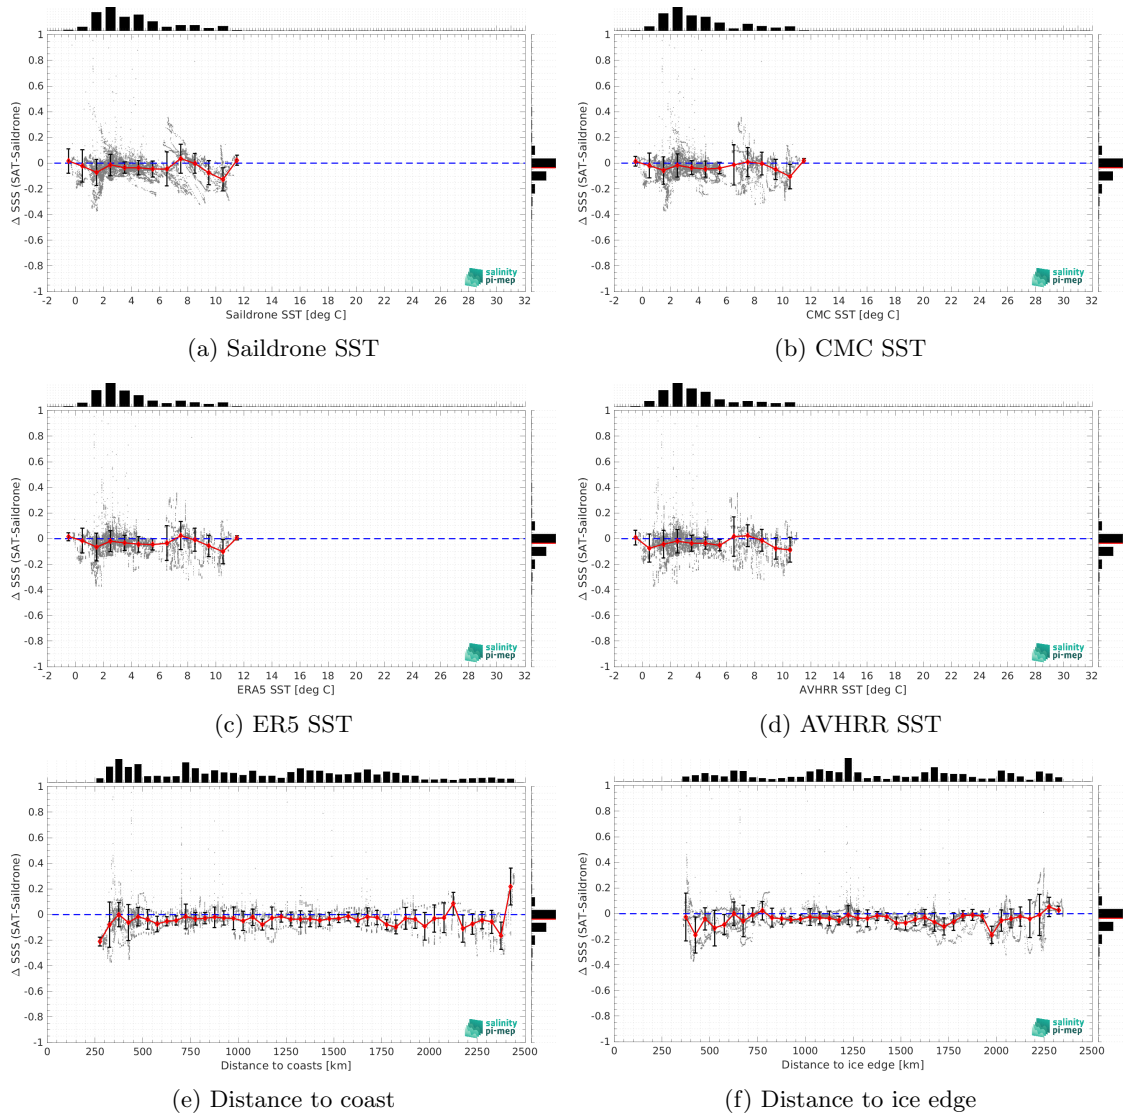 1
0.8
0.6
0.4
0.2
0
-0.2
-0.4
-0.6
-0.8
-1
Δ SSS (SAT-Saildrone)
salinity
pi-mep
-2 0 2 4 6 8 10 12 14 16 18 20 22 24 26 28 30 32
Saildrone SST [deg C]
(a) Saildrone SST
1
0.8
0.6
0.4
0.2
0
-0.2
-0.4
-0.6
-0.8
-1
Δ SSS (SAT-Saildrone)
salinity
pi-mep
-2 0 2 4 6 8 10 12 14 16 18 20 22 24 26 28 30 32
CMC SST [deg C]
(b) CMC SST
1
0.8
0.6
0.4
0.2
0
-0.2
-0.4
-0.6
-0.8
-1
Δ SSS (SAT-Saildrone)
salinity
pi-mep
-2 0 2 4 6 8 10 12 14 16 18 20 22 24 26 28 30 32
ERA5 SST [deg C]
(c) ER5 SST
1
0.8
0.6
0.4
0.2
0
-0.2
-0.4
-0.6
-0.8
-1
Δ SSS (SAT-Saildrone)
salinity
pi-mep
-2 0 2 4 6 8 10 12 14 16 18 20 22 24 26 28 30 32
AVHRR SST [deg C]
(d) AVHRR SST
1
0.8
0.6
0.4
0.2
0
-0.2
-0.4
-0.6
-0.8
-1
Δ SSS (SAT-Saildrone)
salinity
pi-mep
0 250 500 750 1000 1250 1500 1750 2000 2250 2500
Distance to coasts [km]
(e) Distance to coast
1
0.8
0.6
0.4
0.2
0
-0.2
-0.4
-0.6
-0.8
-1
Δ SSS (SAT-Saildrone)
salinity
pi-mep
0 250 500 750 1000 1250 1500 1750 2000 2250 2500
Distance to ice edge [km]
(f) Distance to ice edge